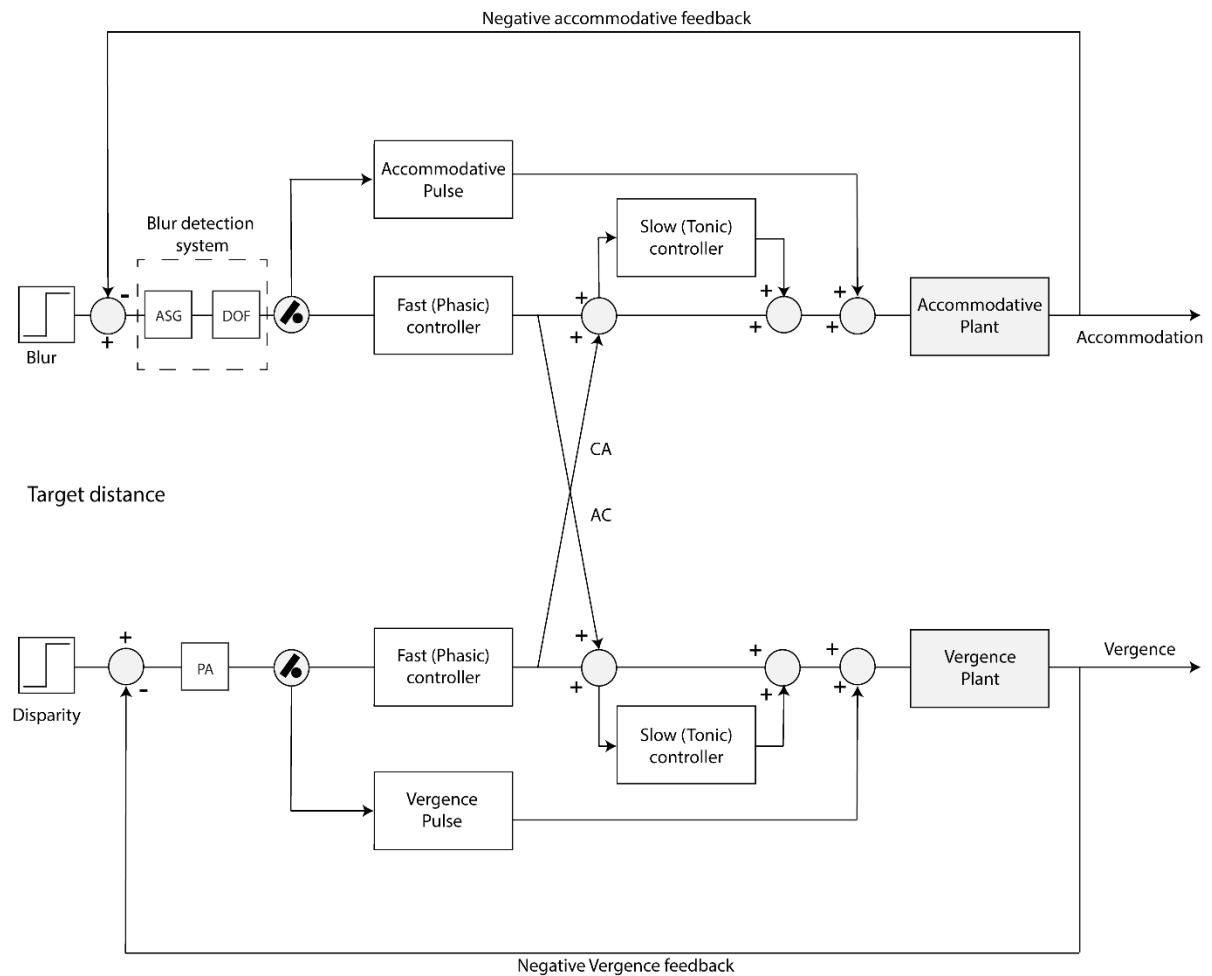 Negative accommodative feedback
Accommodative
Pulse
Slow (Tonic)
controller
Blur detection
system
+
+
+
+
-
ASG
DOF
Fast (Phasic)
controller
+
+
+
+
Accommodative
Plant
Blur
Accommodation
CA
Target distance
AC
+
+
+
+
Vergence
-
PA
Fast (Phasic)
controller
+
+
+
Vergence
Plant
Disparity
Slow (Tonic)
controller
Vergence
Pulse
Negative Vergence feedback